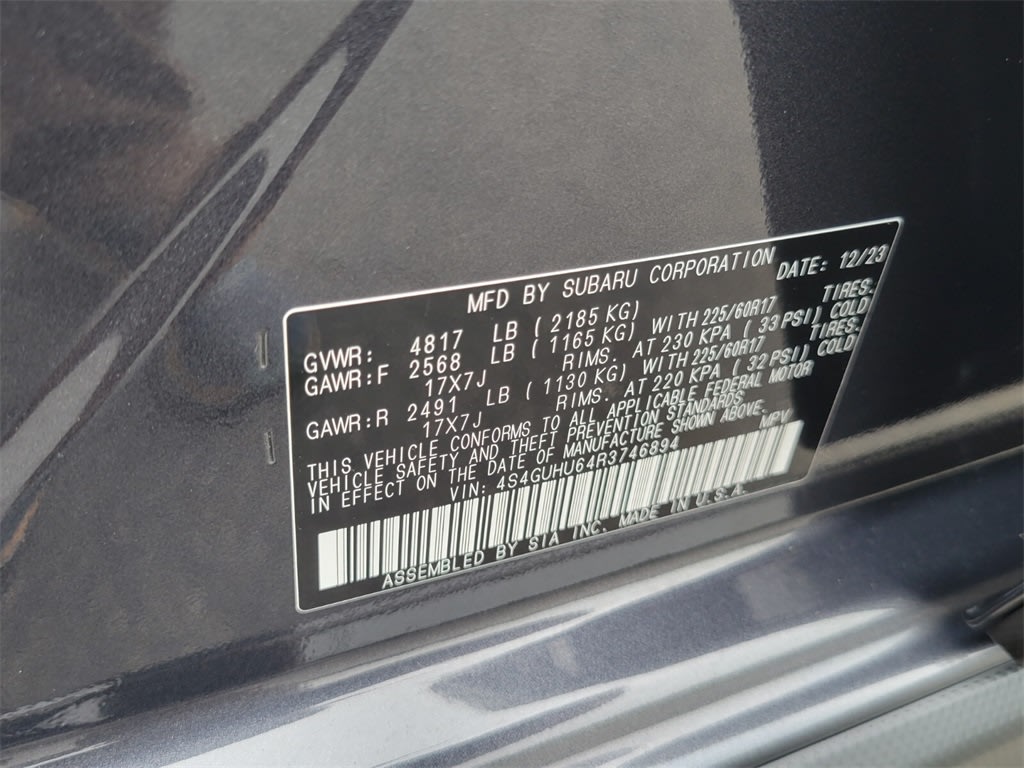 MFD BY SUBARU CORPORATION DATE: 12/23
GVWR: 4817 LB (2185 KG)
GAWR:F 2568 LB (1165 KG) WITH 225/60R17 TIRES.
17X7J RIMS. AT 230 KPA (33 PSI) COLD
GAWR:R 2491 LB (1130 KG) WITH 225/60R17 TIRES.
17X7J RIMS. AT 220 KPA (32 PSI) COLD
THIS VEHICLE CONFORMS TO ALL APPLICABLE FEDERAL MOTOR
VEHICLE SAFETY AND THEFT PREVENTION STANDARDS
IN EFFECT ON THE DATE OF MANUFACTURE SHOWN ABOVE.
VIN: 4S4GUHU64R3746894 MPV
ASSEMBLED BY SIA INC. MADE IN U.S.A.